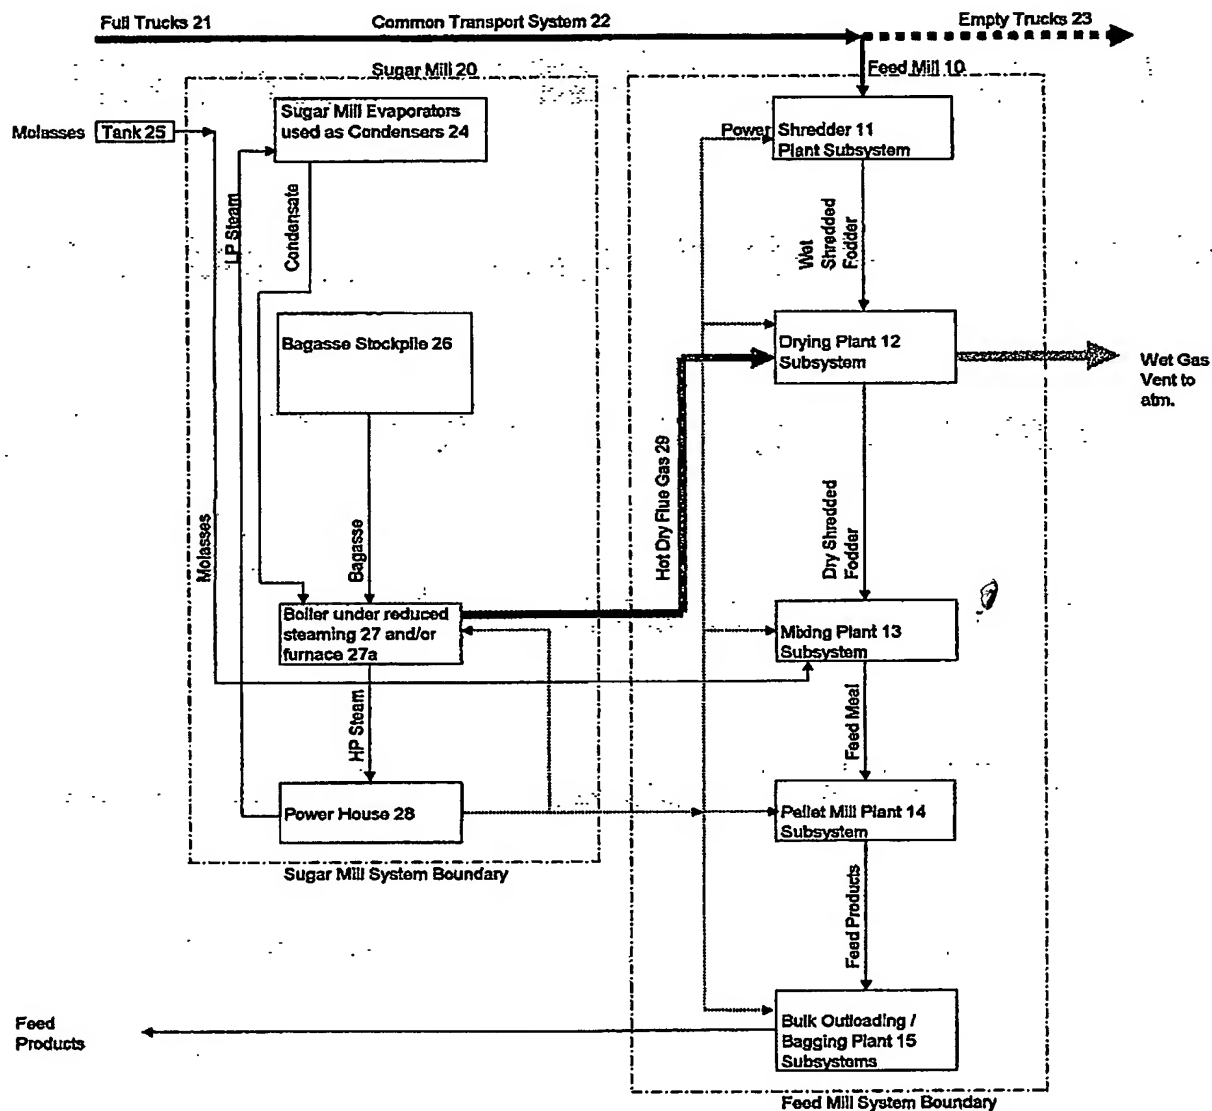 Full Trucks 21
Common Transport System 22
Empty Trucks 23
Sugar Mill 20
Feed Mill 10
Molasses
Tank 25
Sugar Mill Evaporators
used as Condensers 24
Power
Shredder 11
Plant Subsystem
LP Steam
Condensate
Wet
Shredded
Fodder
Bagasse Stockpile 26
Drying Plant 12
Subsystem
Wet Gas
Vent to
atm.
Hot Dry Flue Gas 29
Molasses
Bagasse
Dry Shredded
Fodder
Boiler under reduced
steaming 27 and/or
furnace 27a
Mixing Plant 13
Subsystem
HP Steam
Feed Meal
Power House 28
Pellet Mill Plant 14
Subsystem
Sugar Mill System Boundary
Feed Products
Feed
Products
Bulk Outloading /
Bagging Plant 15
Subsystems
Feed Mill System Boundary